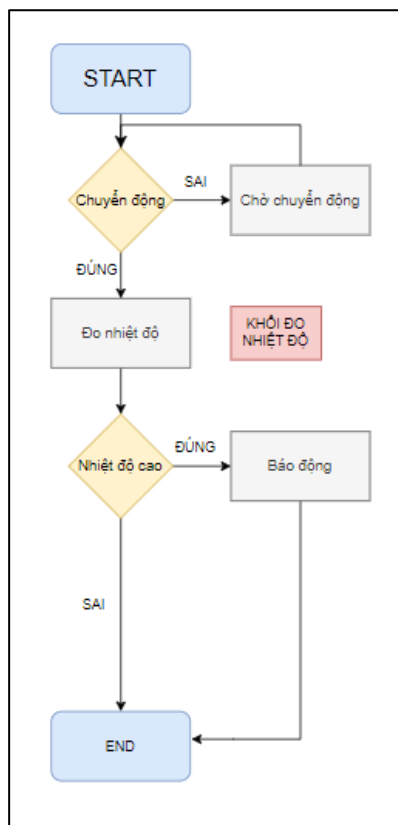 START
Chuyển động
SAI
Chờ chuyển động
ĐÚNG
Đo nhiệt độ
KHỐI ĐO
NHIỆT ĐỘ
Nhiệt độ cao
ĐÚNG
Báo động
SAI
END